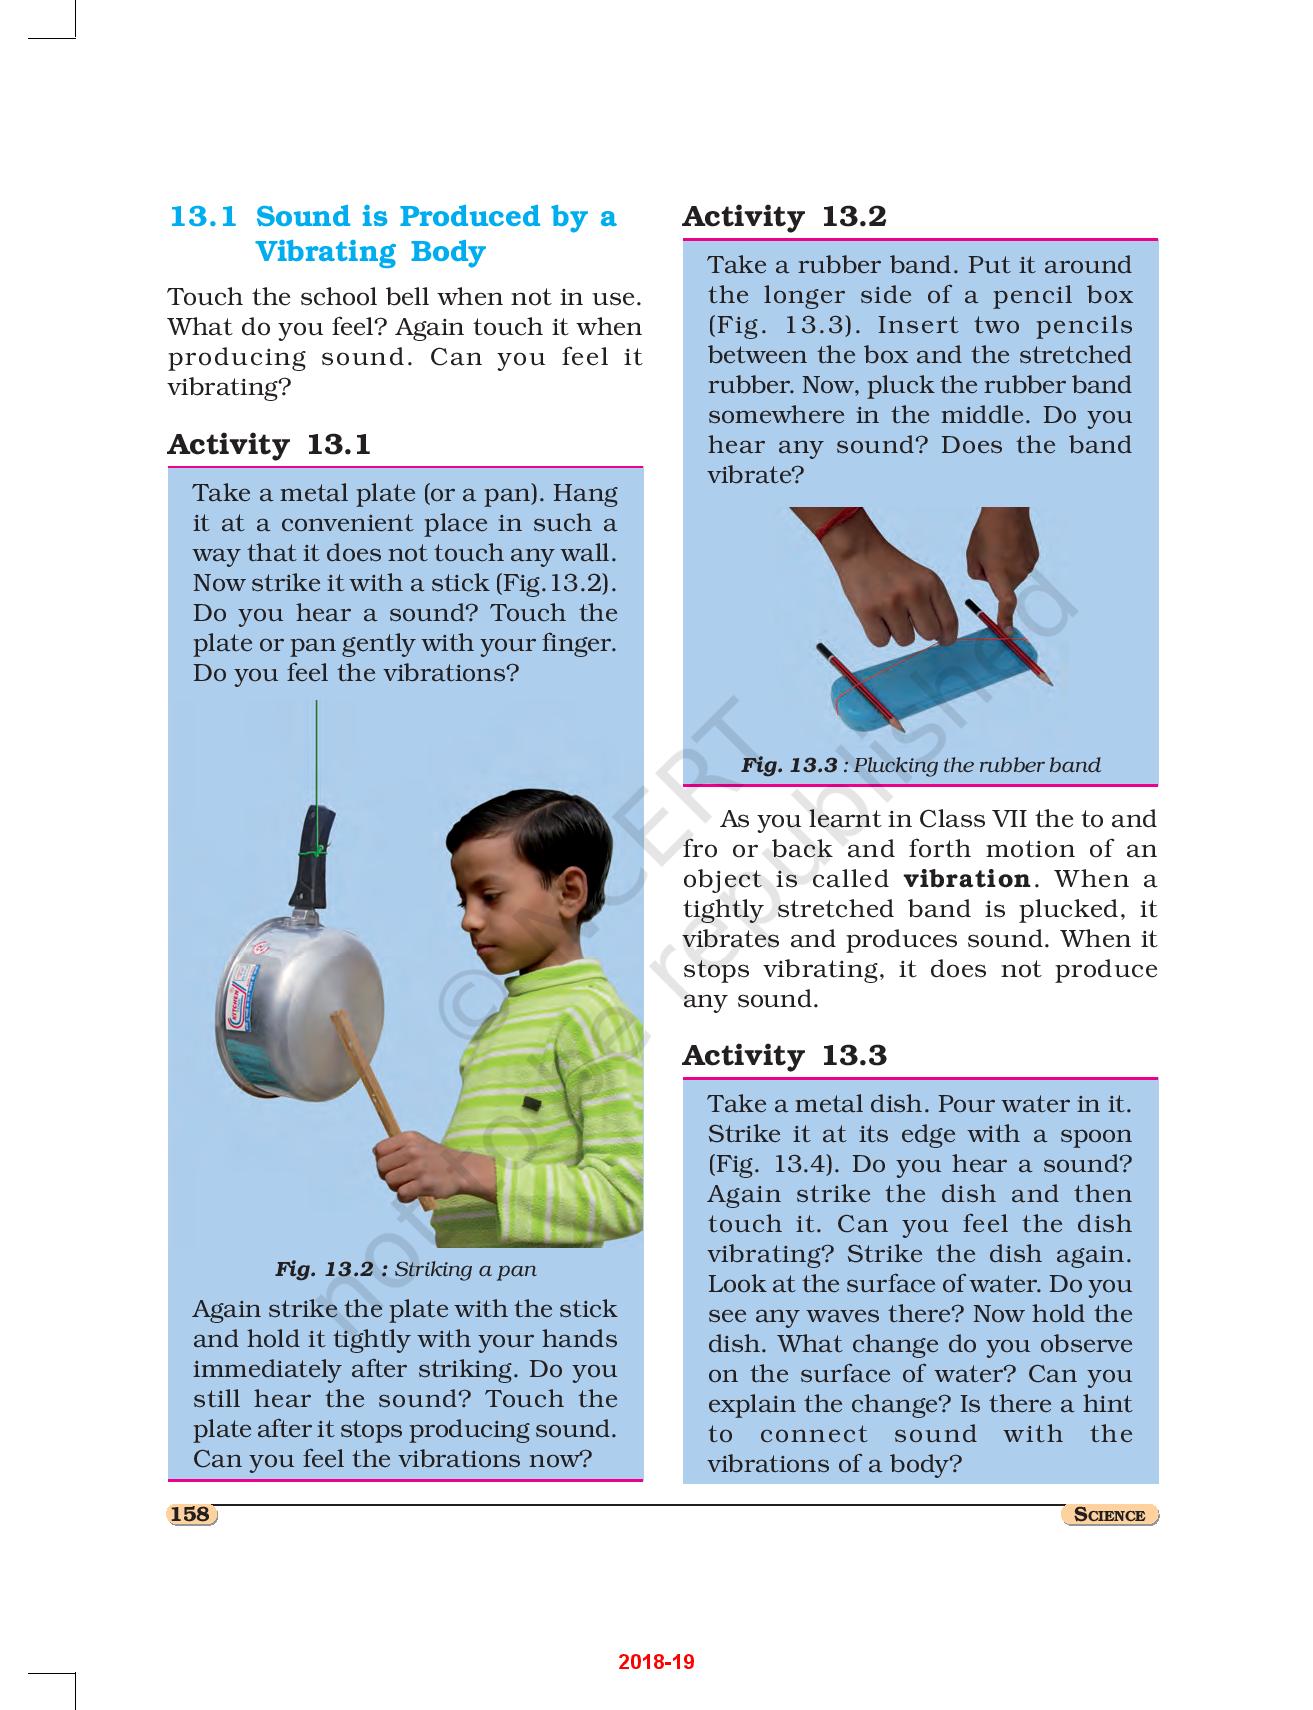 13.1 Sound is Produced by a
Vibrating Body
Touch the school bell when not in use.
What do you feel? Again touch it when
producing sound. Can you feel it
vibrating?
Activity 13.1
Take a metal plate (or a pan). Hang
it at a convenient place in such a
way that it does not touch any wall.
Now strike it with a stick (Fig.13.2).
Do you hear a sound? Touch the
plate or pan gently with your finger.
Do you feel the vibrations?
KITCHEN
Fig. 13.2 : Striking a pan
Again strike the plate with the stick
and hold it tightly with your hands
immediately after striking. Do you
still hear the sound? Touch the
plate after it stops producing sound.
Can you feel the vibrations now?
Activity 13.2
Take a rubber band. Put it around
the longer side of a pencil box
(Fig. 13.3). Insert two pencils
between the box and the stretched
rubber. Now, pluck the rubber band
somewhere in the middle. Do you
hear any sound? Does the band
vibrate?
Fig. 13.3 : Plucking the rubber band
As you learnt in Class VII the to and
fro or back and forth motion of an
object is called vibration. When a
tightly stretched band is plucked, it
vibrates and produces sound. When it
stops vibrating, it does not produce
any sound.
Activity 13.3
Take a metal dish. Pour water in it.
Strike it at its edge with a spoon
(Fig. 13.4). Do you hear a sound?
Again strike the dish and then
touch it. Can you feel the dish
vibrating? Strike the dish again.
Look at the surface of water. Do you
see any waves there? Now hold the
dish. What change do you observe
on the surface of water? Can you
explain the change? Is there a hint
to connect sound with the
vibrations of a body?
© NCERT
not to be republished
158
SCIENCE
2018-19